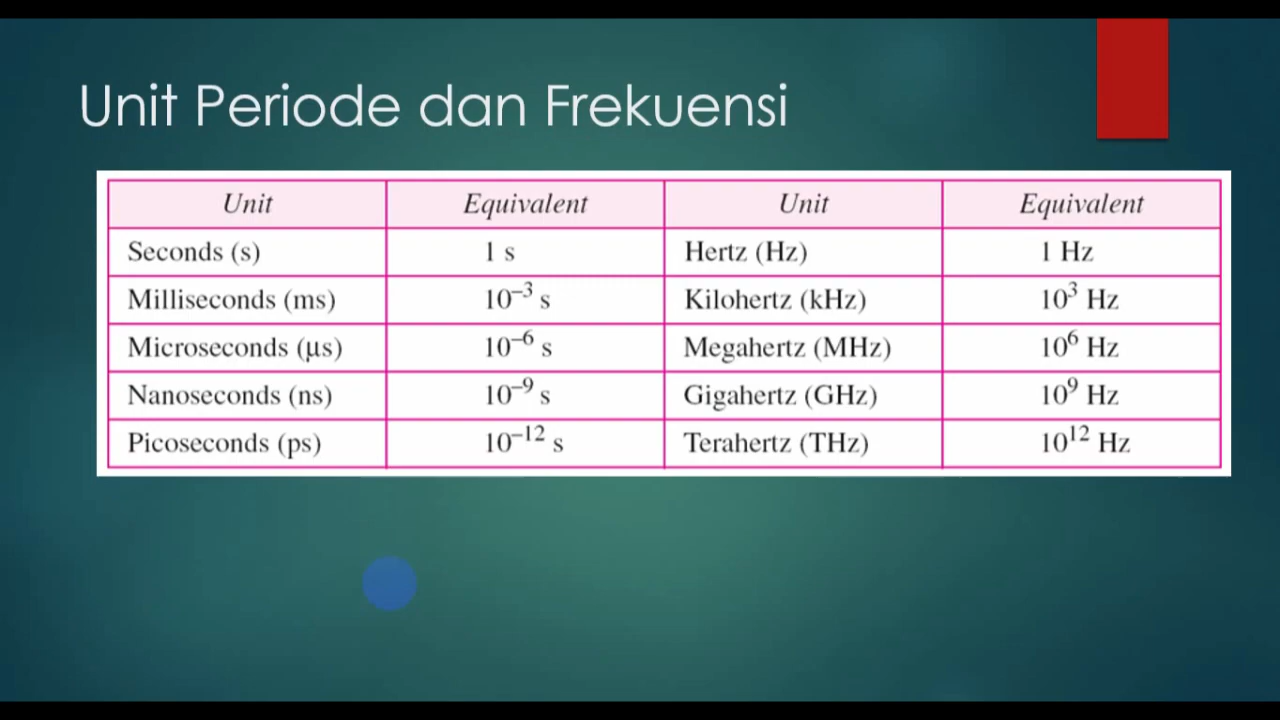 Unit Periode dan Frekuensi
Unit Equivalent Unit Equivalent
Seconds (s) 1 s Hertz (Hz) 1 Hz
Milliseconds (ms) 10⁻³ s Kilohertz (kHz) 10³ Hz
Microseconds (μs) 10⁻⁶ s Megahertz (MHz) 10⁶ Hz
Nanoseconds (ns) 10⁻⁹ s Gigahertz (GHz) 10⁹ Hz
Picoseconds (ps) 10⁻¹² s Terahertz (THz) 10¹² Hz